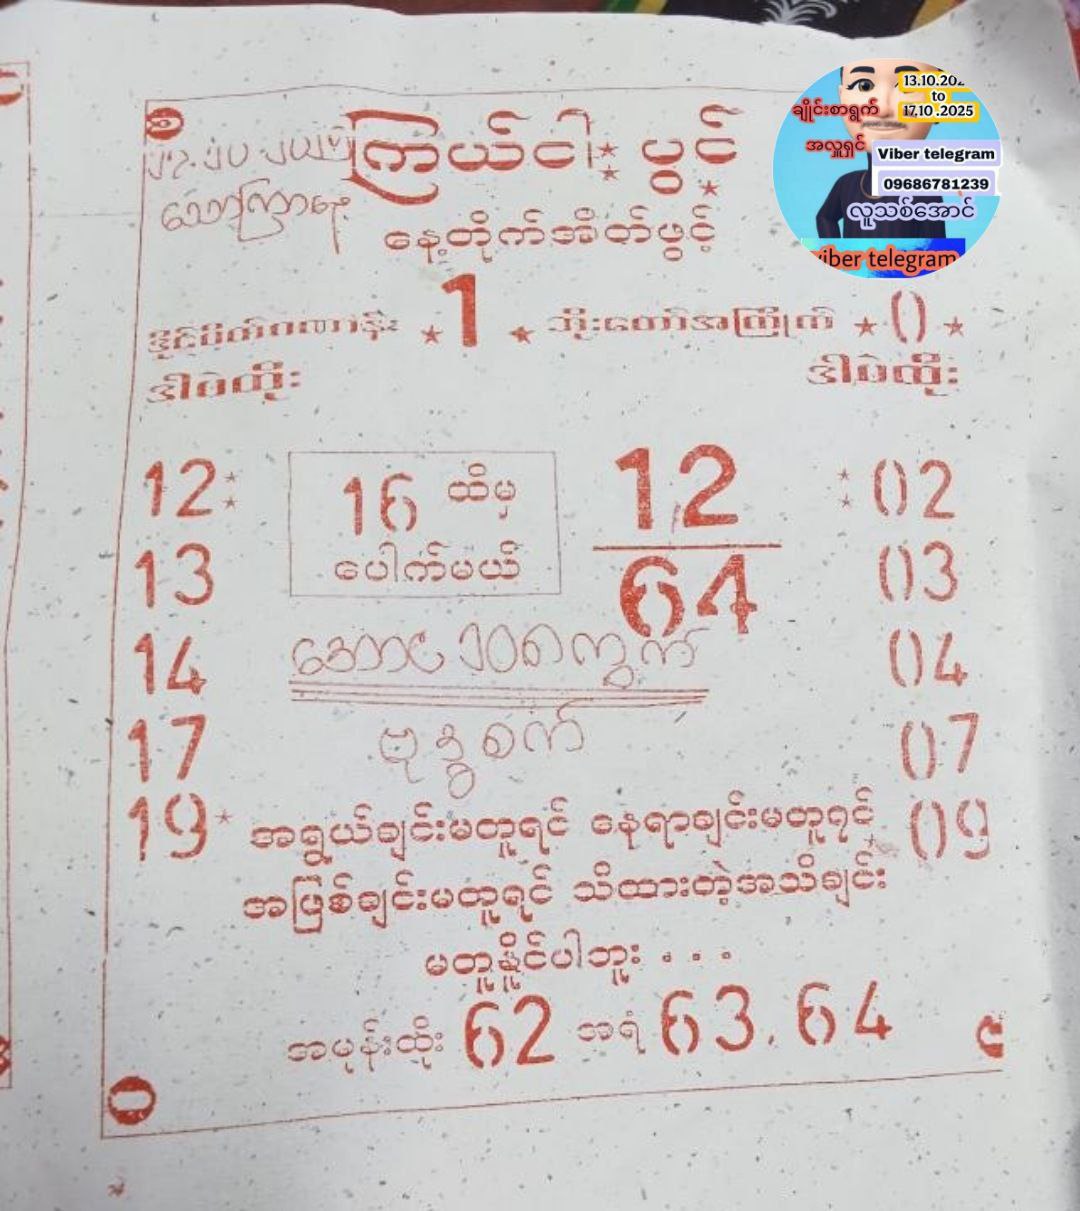 13.10.202
to
17.10.2025
ချိုင်းစာရွက်
အလှူရှင်
Viber telegram
09686781239
လူသစ်အောင်
viber telegram
ကြယ်ငါး ပွင့်
၁၇.၁၀.၂၀၂၅
သောကြာနေ့
နေ့တိုက်အိတ်ဖွင့်
ဒိုင်ပိတ်ဂဏာန်း * 1 * ဘိုးတော်အကြိုက် * 0 *
ဒါပဲထိုး ဒါပဲထိုး
12 16 ထိမှ 12 02
13 ပေါက်မယ် 64 03
14 အောင် ၁၀၈ ကွက် 04
17 ဗုဒ္ဓစက် 07
19 အရွယ်ချင်းမတူရင် နေရာချင်းမတူရင် 09
အဖြစ်ချင်းမတူရင် သိထားတဲ့အသိချင်း
မတူနိုင်ပါဘူး . . .
အမုန်းထိုး 62 အရံ 63. 64